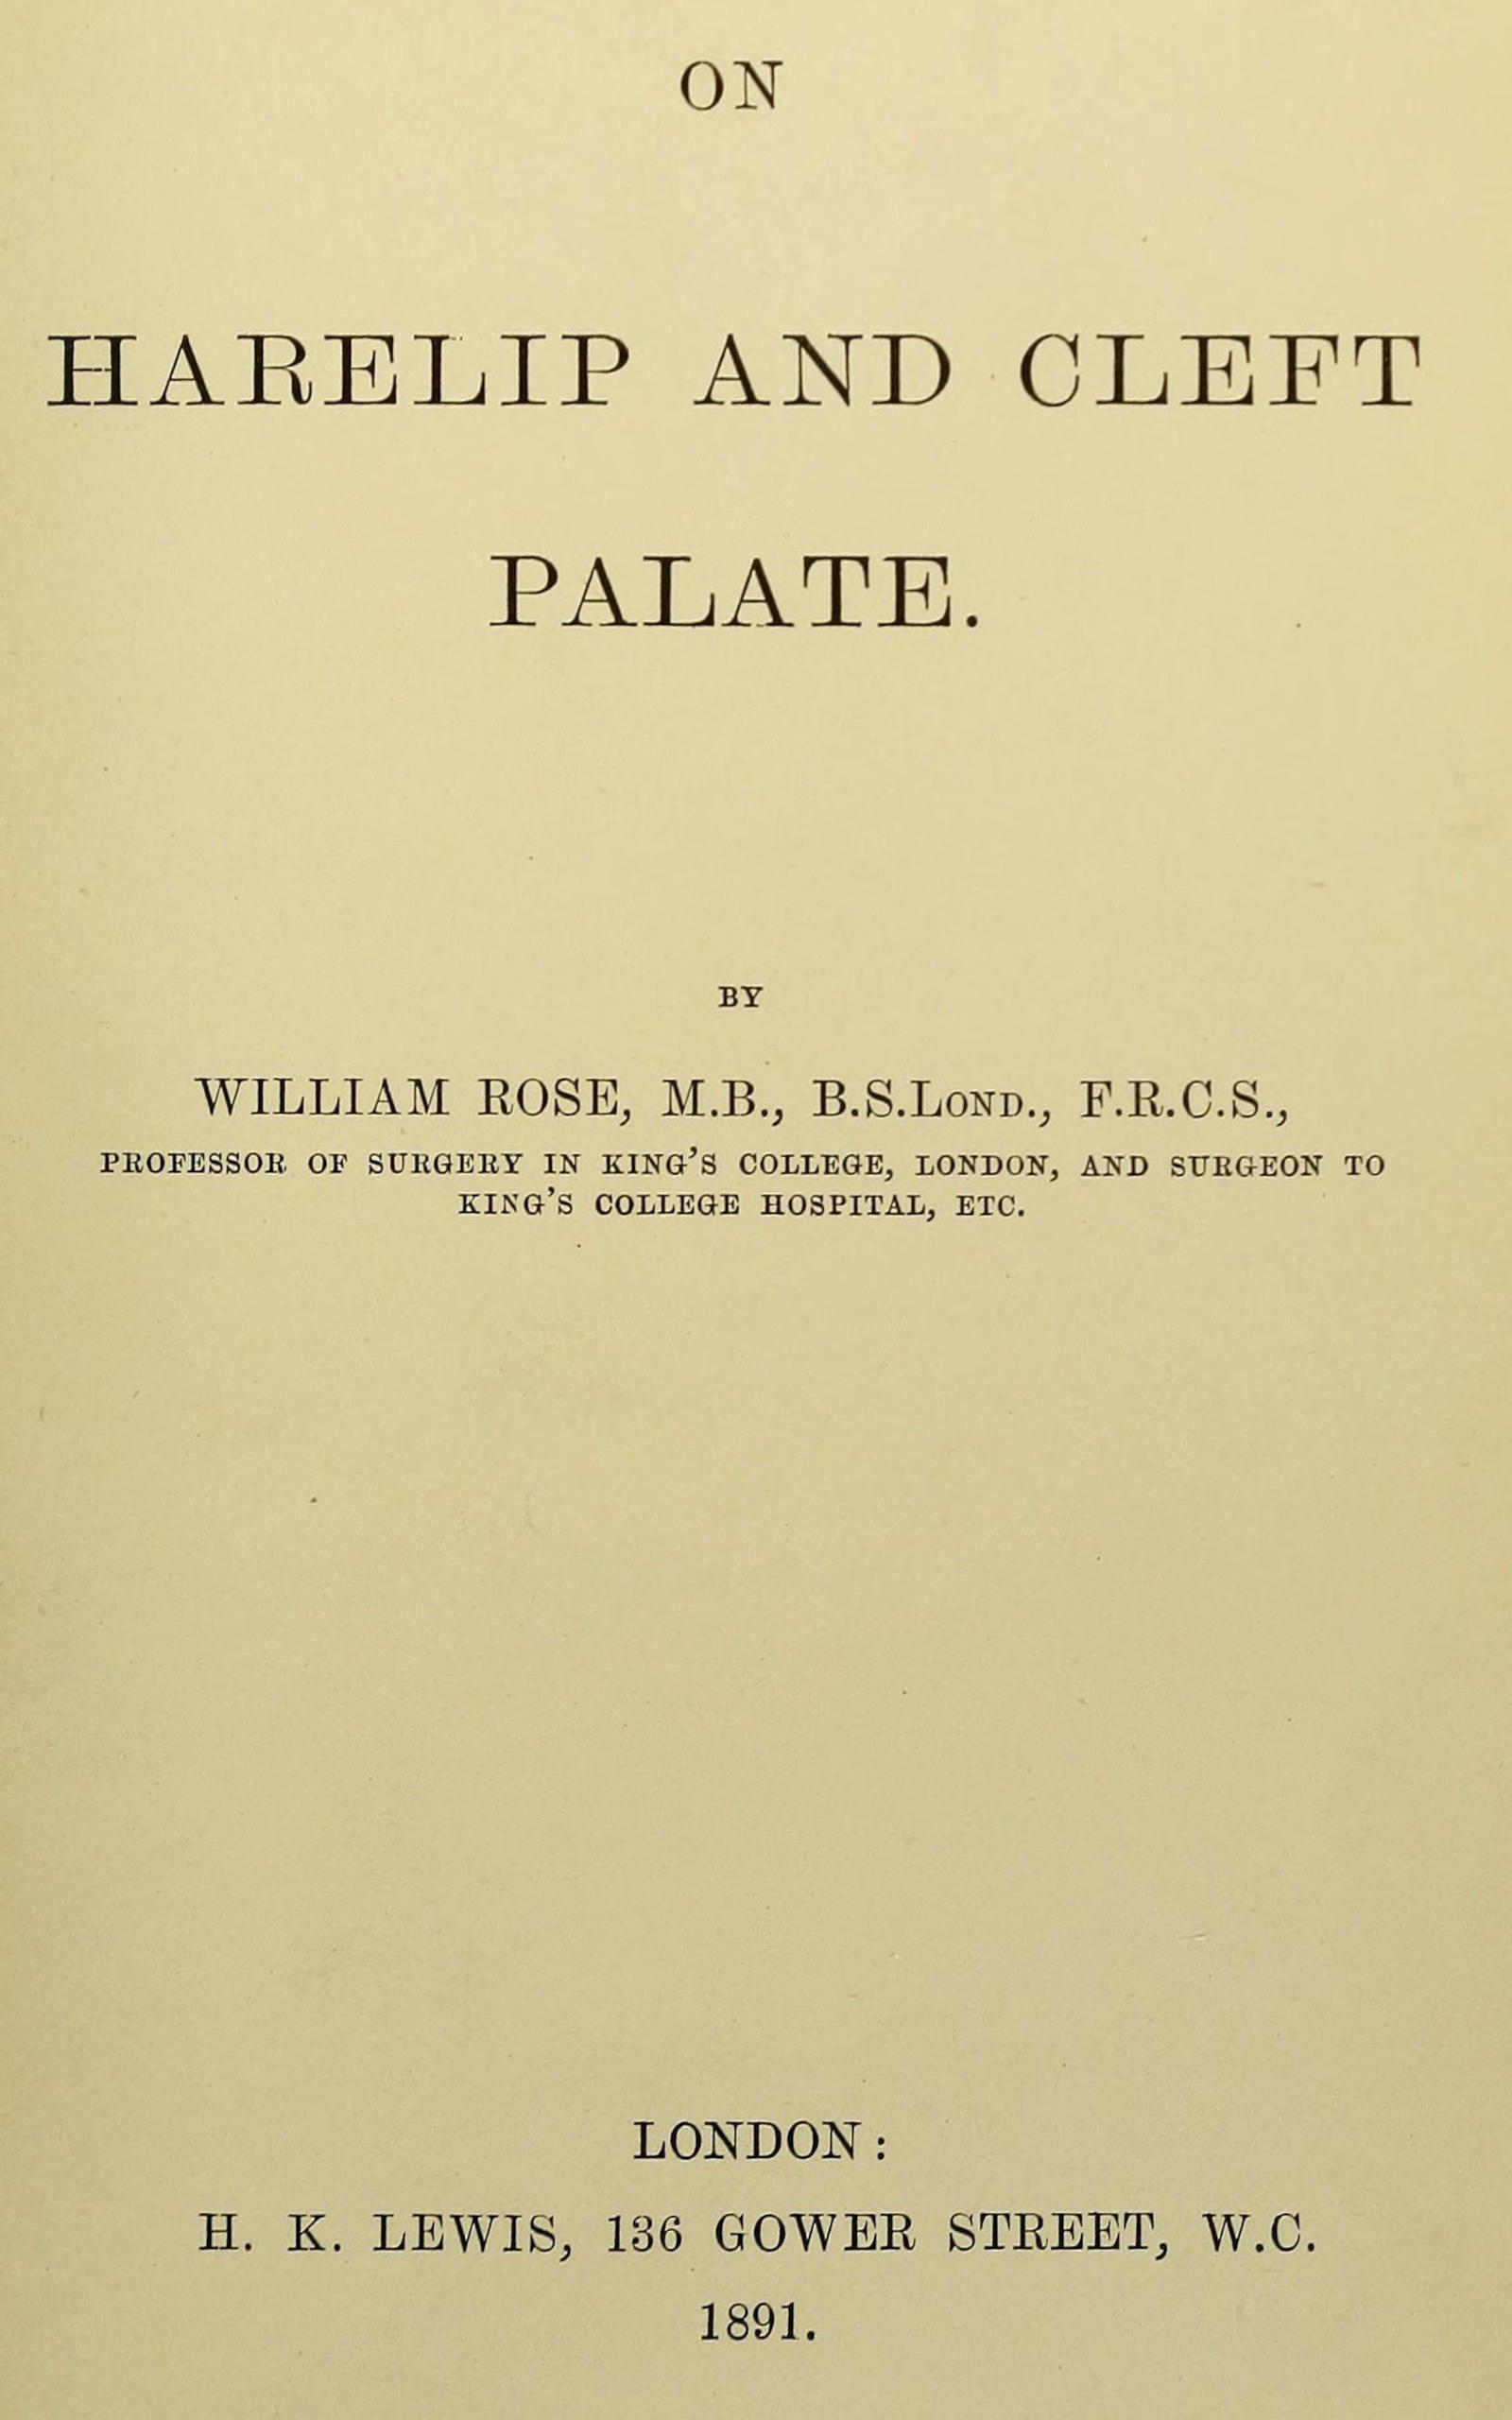 ON
HARELIP AND CLEFT
PALATE.
BY
WILLIAM ROSE, M.B., B.S.LOND., F.R.C.S.,
PROFESSOR OF SURGERY IN KING'S COLLEGE, LONDON, AND SURGEON TO
KING'S COLLEGE HOSPITAL, ETC.
LONDON:
H. K. LEWIS, 136 GOWER STREET, W.C.
1891.